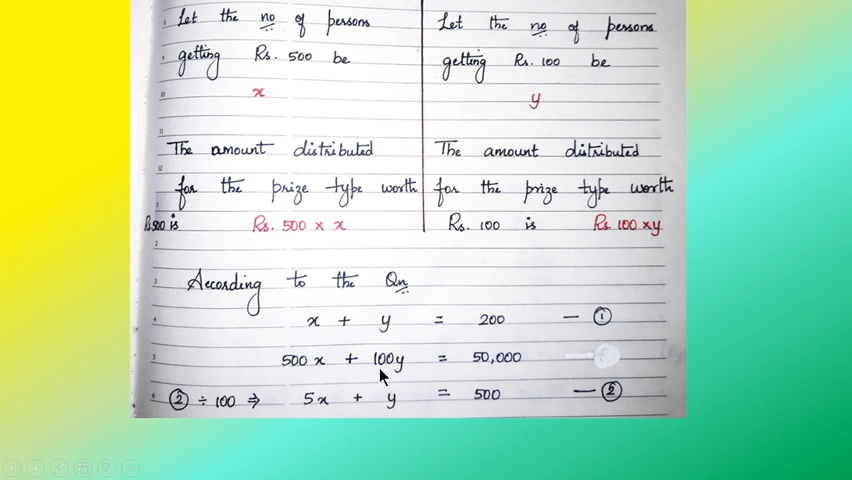 Let the no of persons
getting Rs. 500 be
x
The amount distributed
for the prize type worth
Rs 500 is Rs. 500 × x
Let the no of persons
getting Rs. 100 be
y
The amount distributed
for the prize type worth
Rs. 100 is Rs. 100 × y
Acording to the Qn
x + y = 200 — ①
500x + 100y = 50,000
② ÷ 100 ⇒ 5x + y = 500 — ②